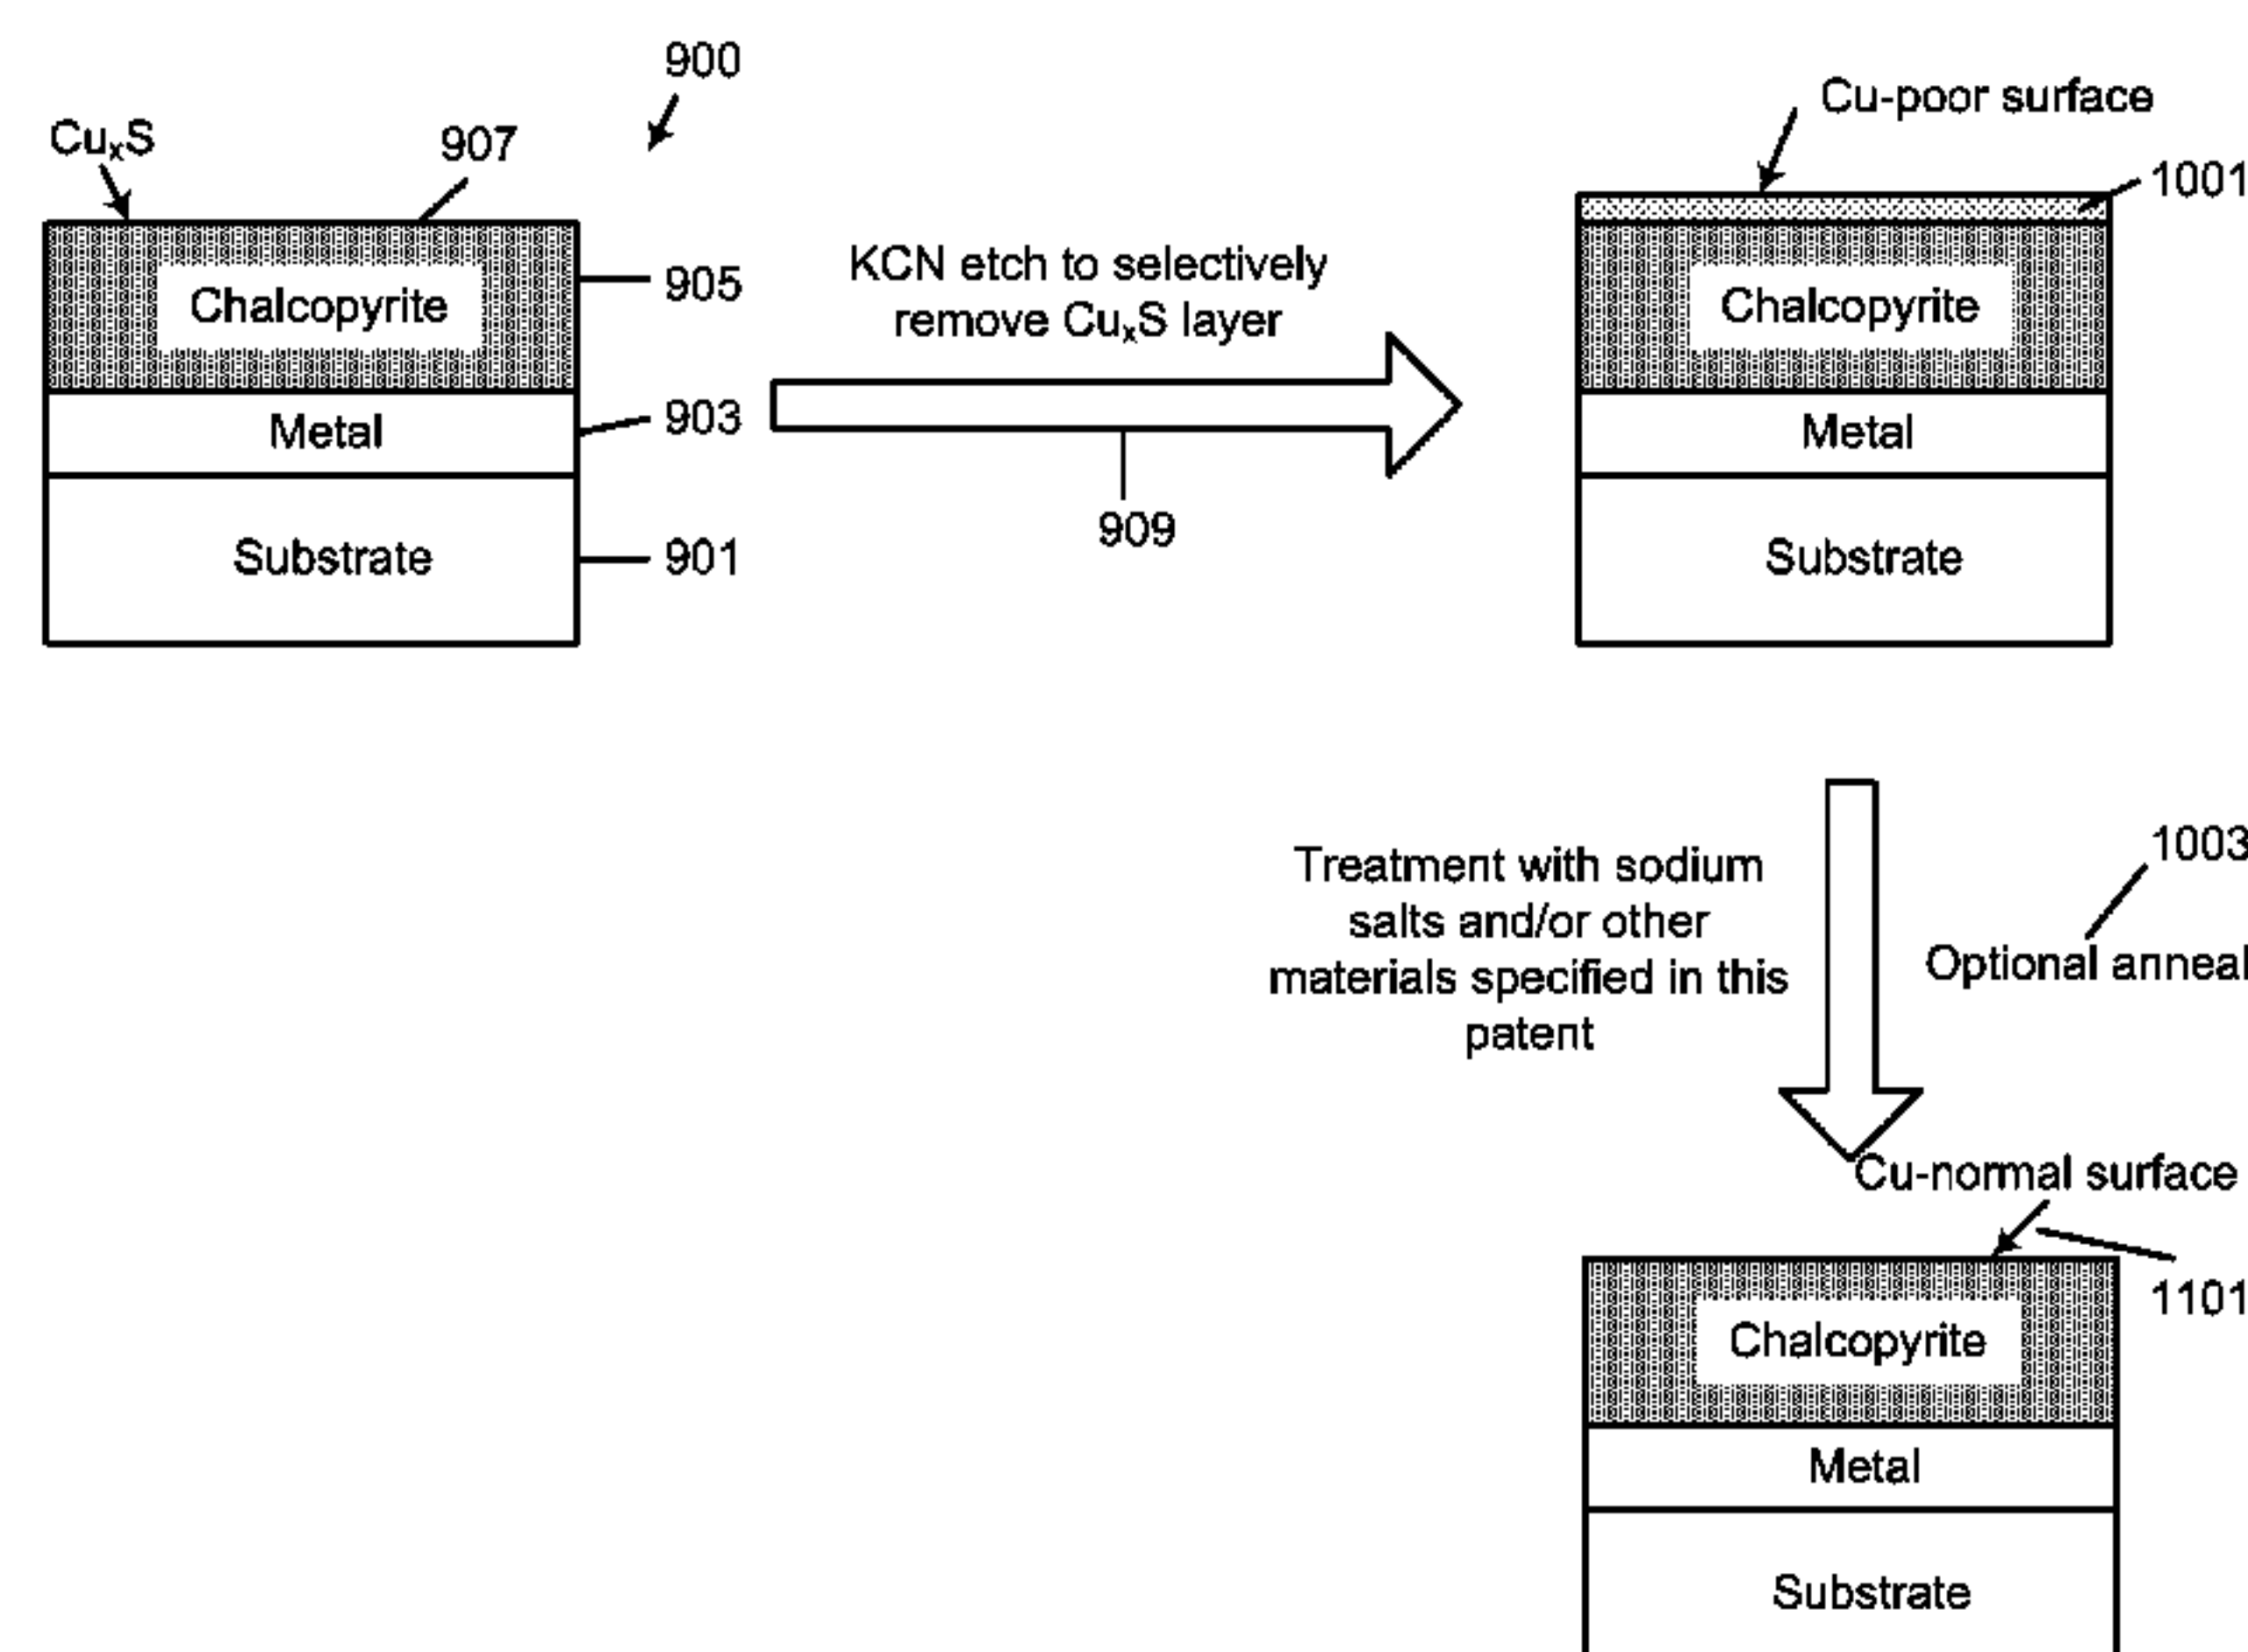 900
CuxS
907
Chalcopyrite
905
Metal
903
Substrate
901
KCN etch to selectively
remove CuxS layer
909
Cu-poor surface
1001
Chalcopyrite
Metal
Substrate
Treatment with sodium
salts and/or other
materials specified in this
patent
1003
Optional anneal
Cu-normal surface
1101
Chalcopyrite
Metal
Substrate